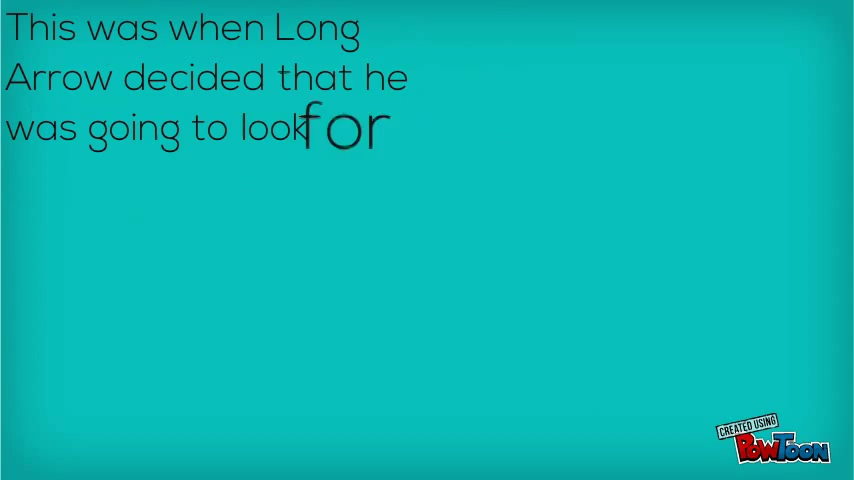 This was when Long
Arrow decided that he
was going to look for
CREATED USING
POWTOON